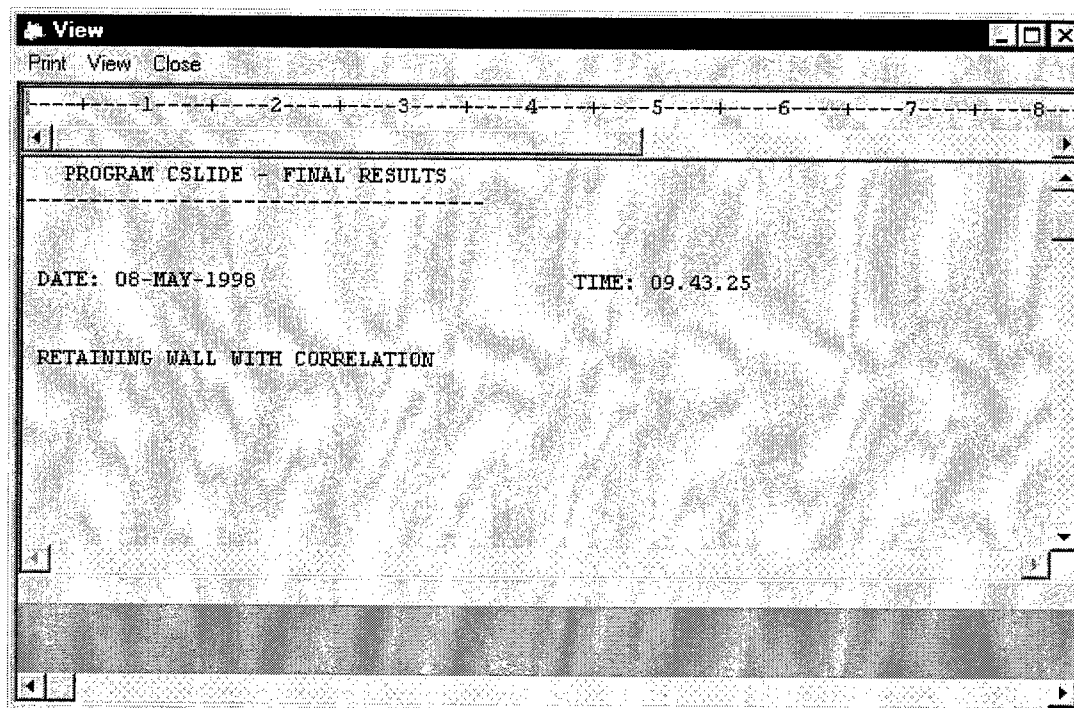 View
Print View Close
----+----1----+----2----+----3----+----4----+----5----+----6----+----7----+----8---
PROGRAM CSLIDE - FINAL RESULTS
------------------------------------
DATE: 08-MAY-1998 TIME: 09.43.25
RETAINING WALL WITH CORRELATION